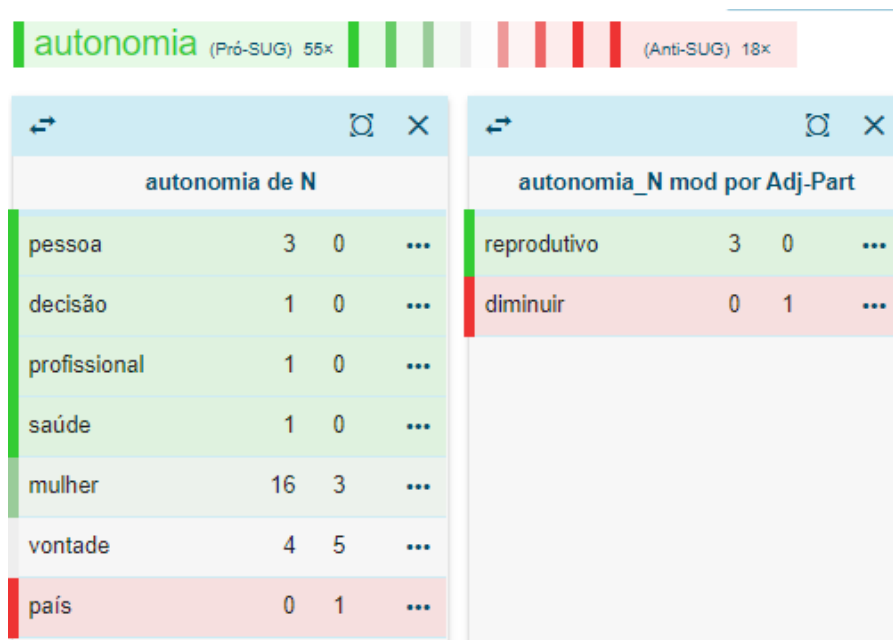 autonomia (Pró-SUG) 55× (Anti-SUG) 18×
autonomia de N
pessoa 3 0
decisão 1 0
profissional 1 0
saúde 1 0
mulher 16 3
vontade 4 5
país 0 1
autonomia_N mod por Adj-Part
reprodutivo 3 0
diminuir 0 1